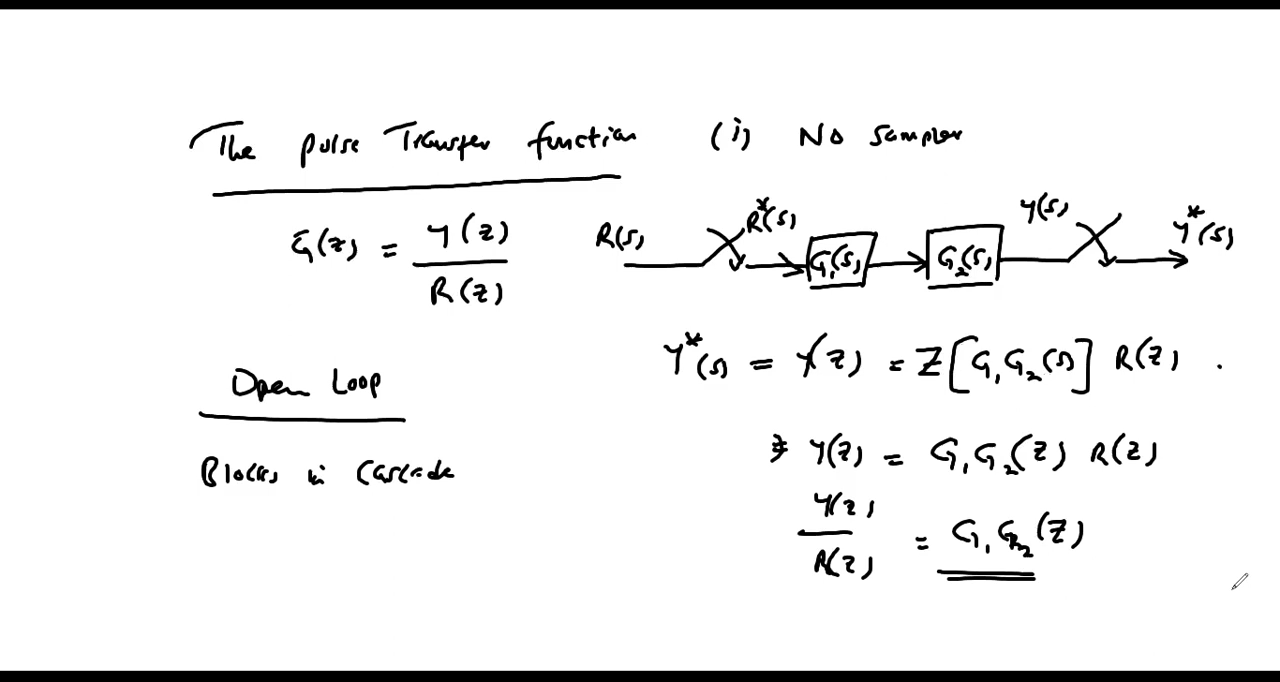 The pulse Transfer function (i) No sampler
G(z) = Y(z) / R(z)
R(s) R*(s) G₁(s) G₂(s) Y(s) Y*(s)
Y*(s) = Y(z) = Z[G₁G₂(s)] R(z).
Open Loop
Blocks in Cascade
Y(z) = G₁G₂(z) R(z)
Y(z) / R(z) = G₁G₂(z)